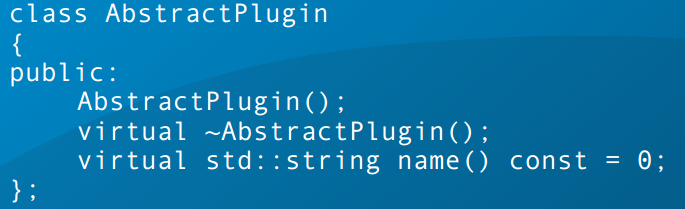 class AbstractPlugin
{
public:
    AbstractPlugin();
    virtual ~AbstractPlugin();
    virtual std::string name() const = 0;
};